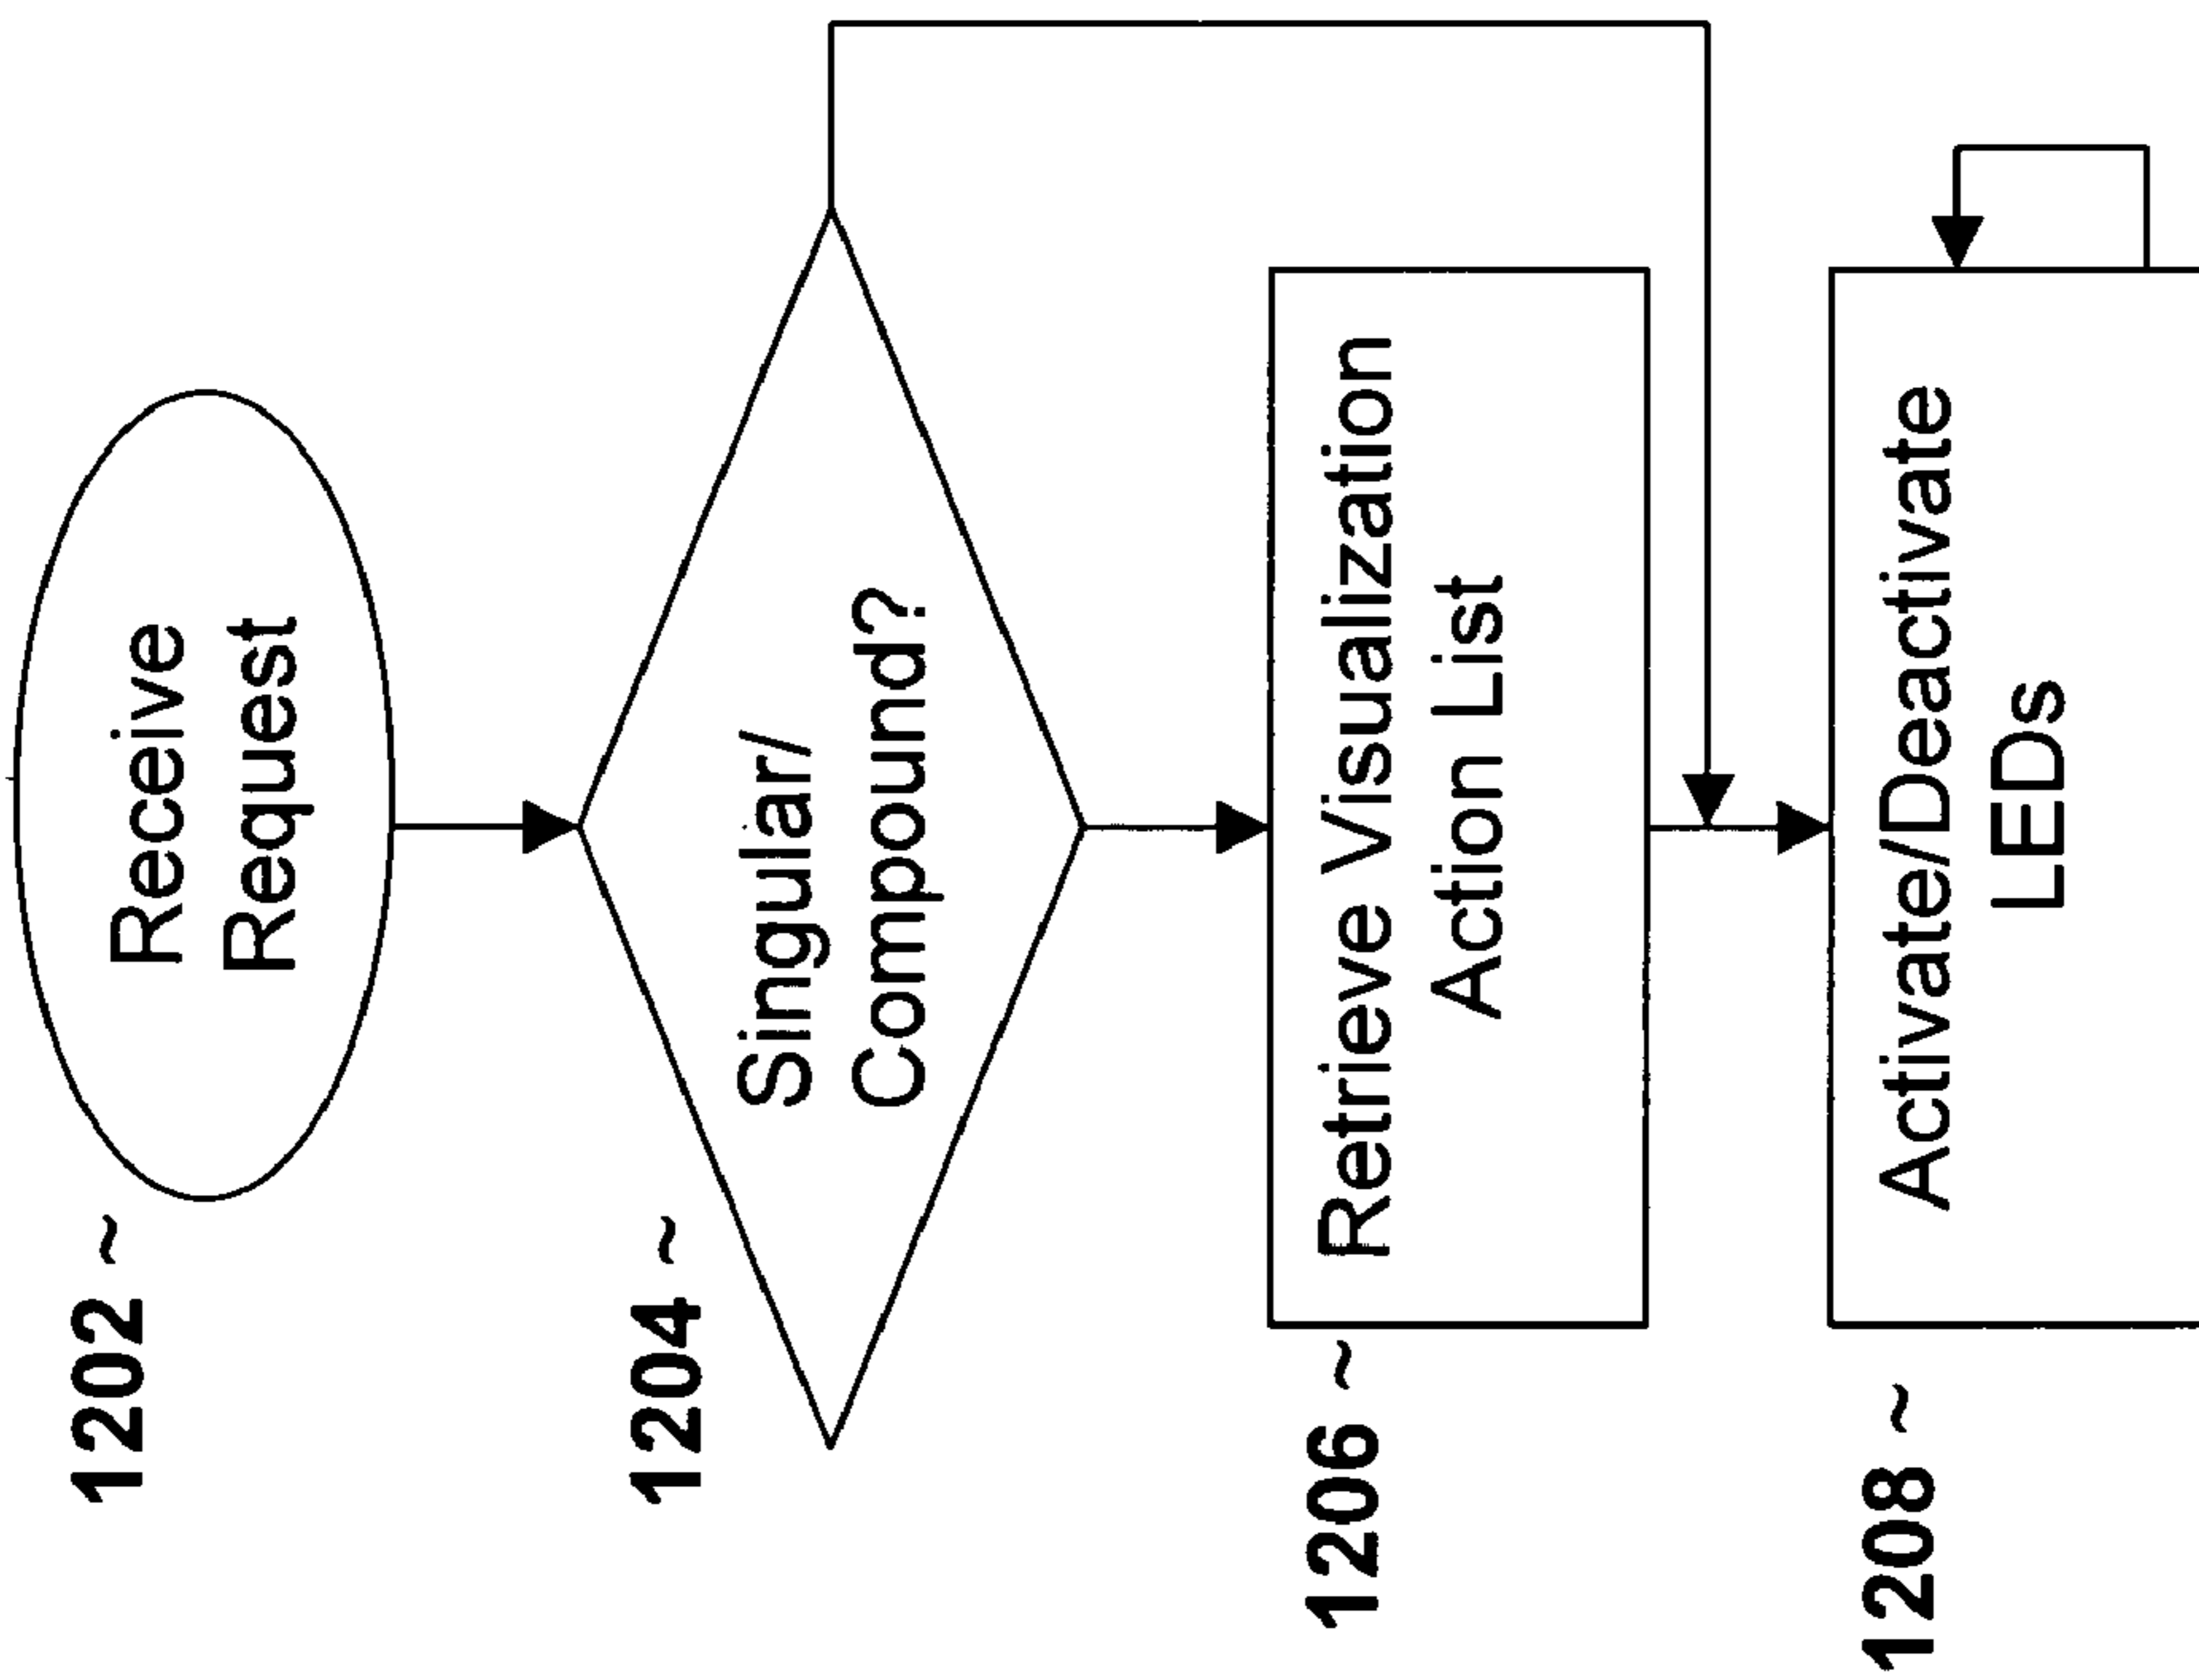 1202 ~
Receive
Request
1204 ~
Singular/
Compound?
1206 ~
Retrieve Visualization
Action List
1208 ~
Activate/Deactivate
LEDs